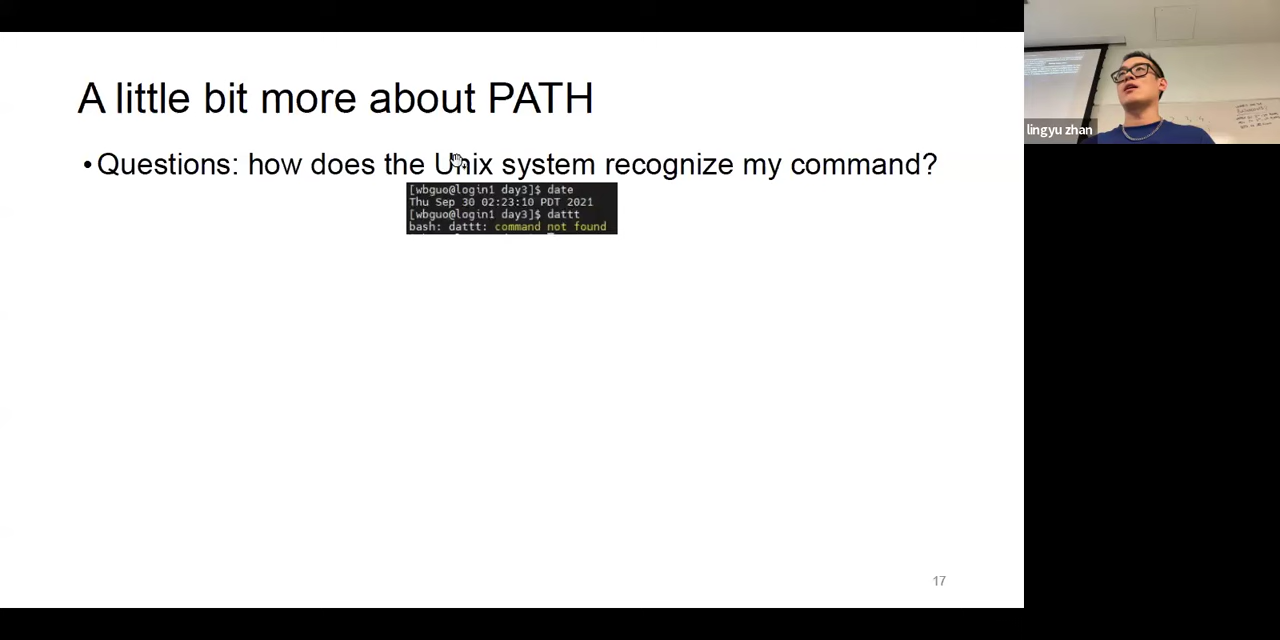 A little bit more about PATH
•Questions: how does the Unix system recognize my command?
[wbguo@login1 day3]$ date
Thu Sep 30 02:23:10 PDT 2021
[wbguo@login1 day3]$ dattt
bash: dattt: command not found
17
lingyu zhan